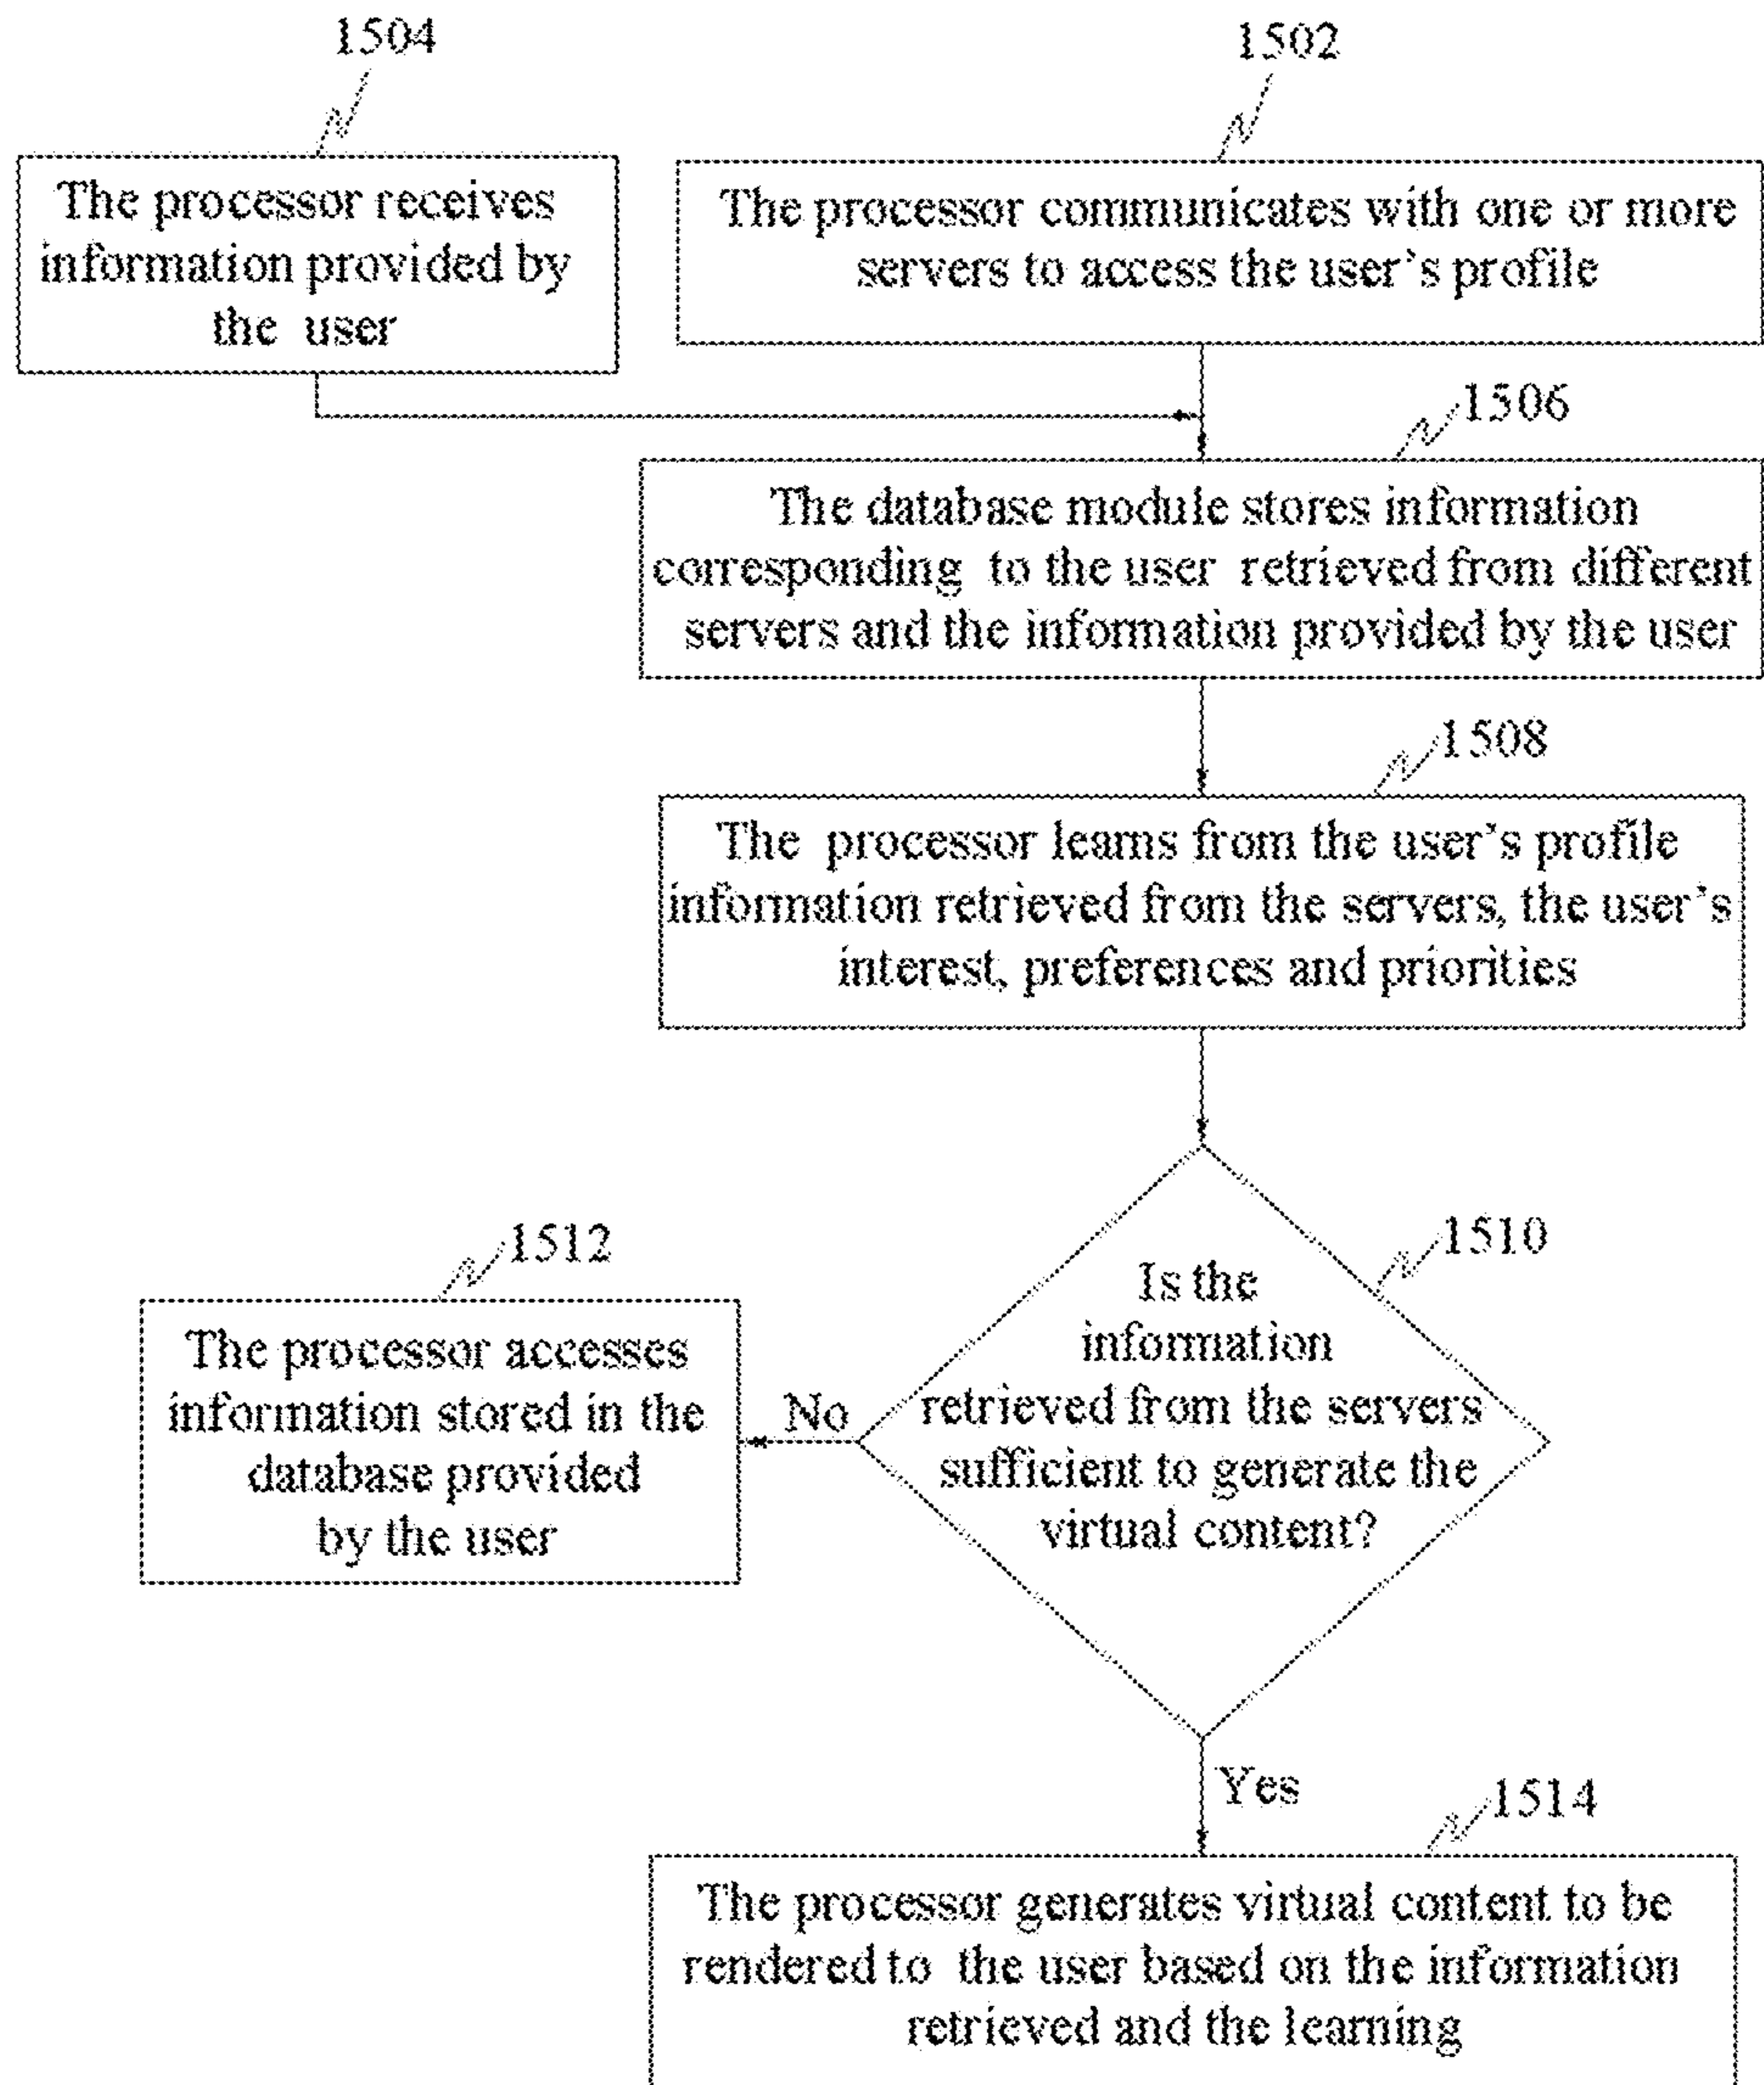 1504
1502
The processor receives
information provided by
the user
The processor communicates with one or more
servers to access the user's profile
1506
The database module stores information
corresponding to the user retrieved from different
servers and the information provided by the user
1508
The processor learns from the user's profile
information retrieved from the servers, the user's
interest, preferences and priorities
1512
1510
The processor accesses
information stored in the
database provided
by the user
No
Is the
information
retrieved from the servers
sufficient to generate the
virtual content?
Yes
1514
The processor generates virtual content to be
rendered to the user based on the information
retrieved and the learning